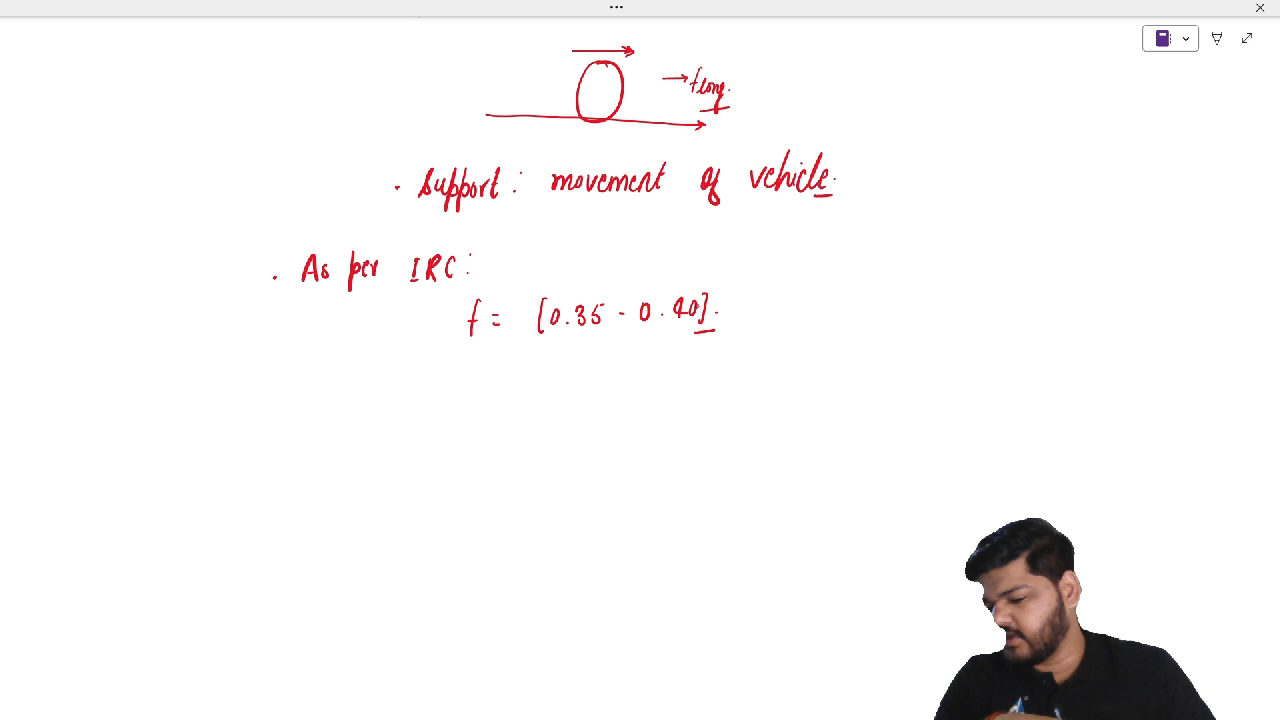 → flong.
. Support: movement of vehicle.
. As per IRC:
f = [0.35 - 0.40].